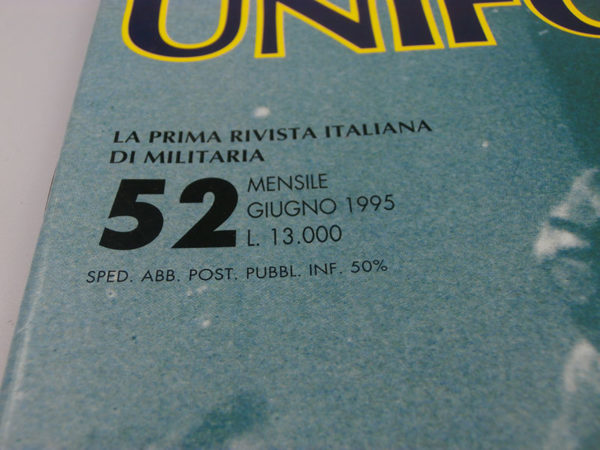 LA PRIMA RIVISTA ITALIANA
DI MILITARIA
52
MENSILE
GIUGNO 1995
L. 13.000
SPED. ABB. POST. PUBBL. INF. 50%